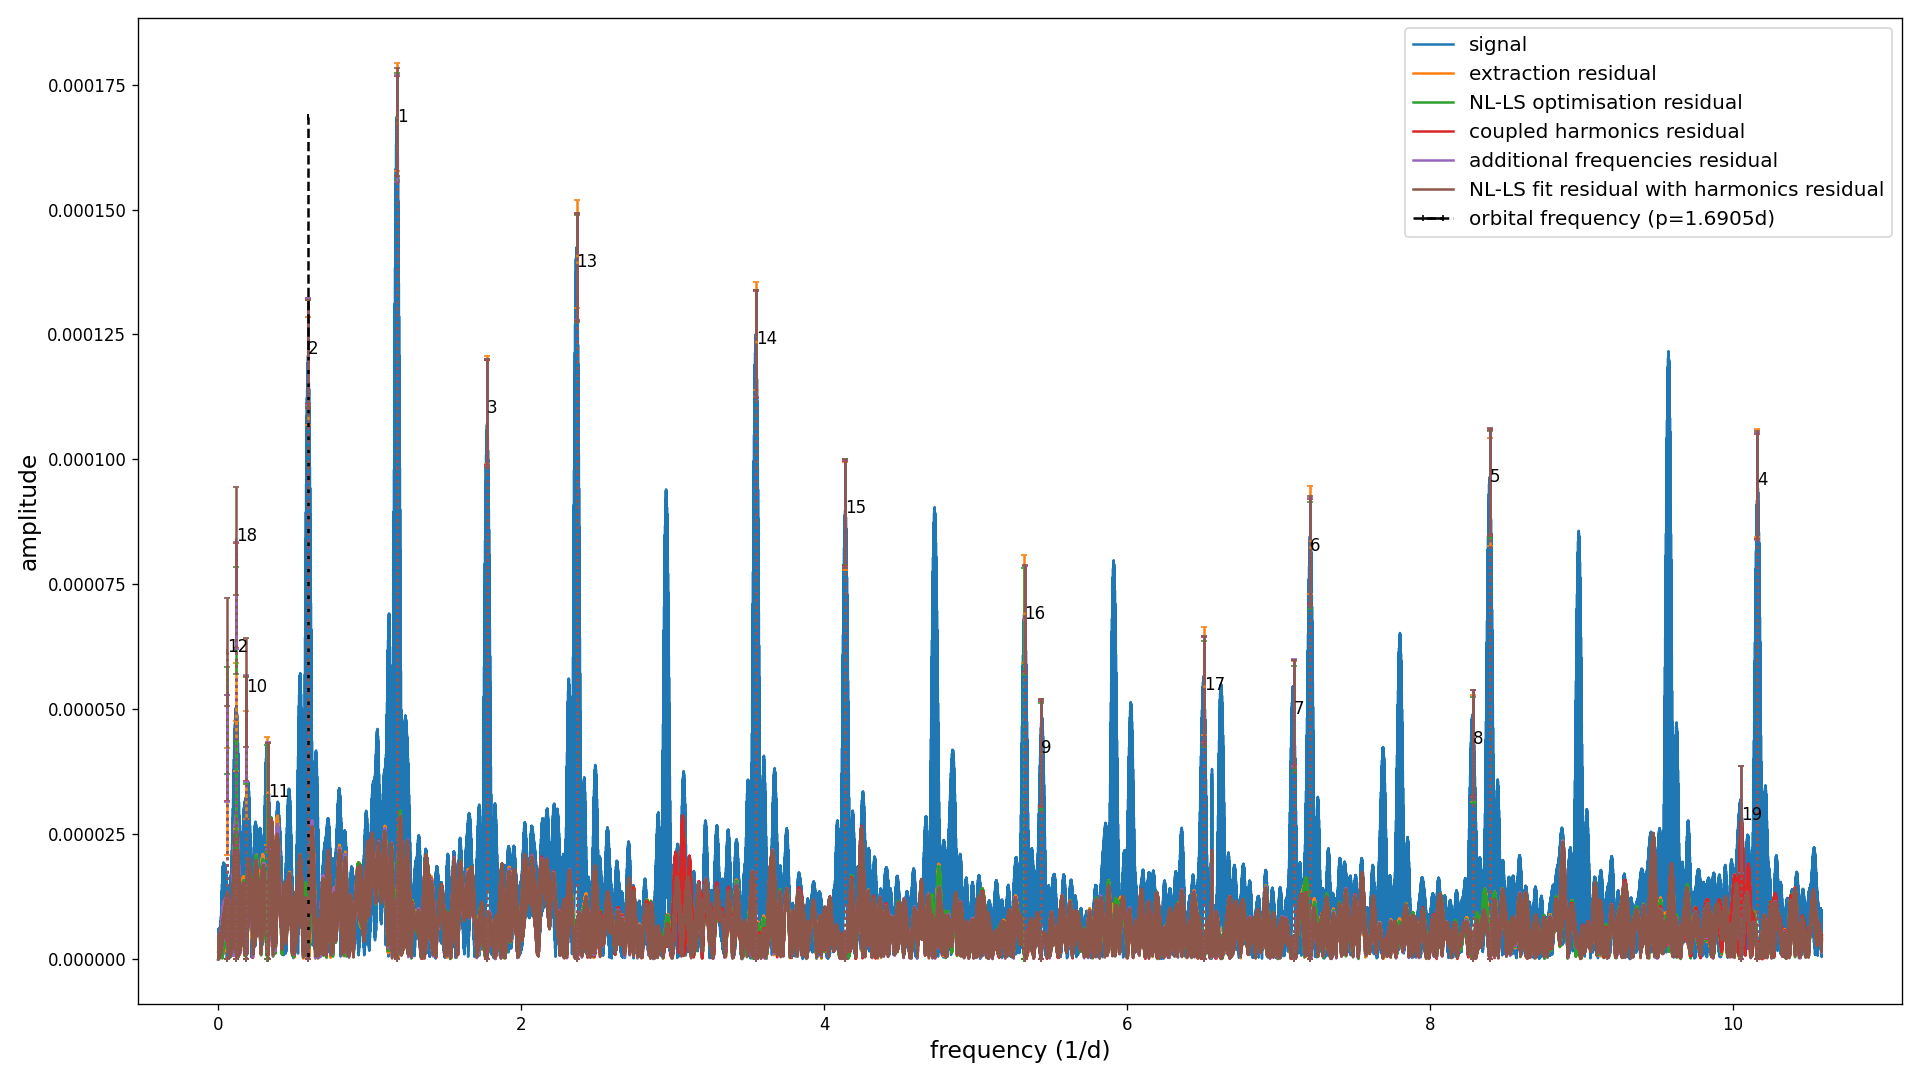 signal
extraction residual
NL-LS optimisation residual
coupled harmonics residual
additional frequencies residual
NL-LS fit residual with harmonics residual
orbital frequency (p=1.6905d)
amplitude
0.000175
0.000150
0.000125
0.000100
0.000075
0.000050
0.000025
0.000000
1
13
2
14
3
5
4
15
18
6
16
12
10
17
7
8
9
11
19
0 2 4 6 8 10
frequency (1/d)